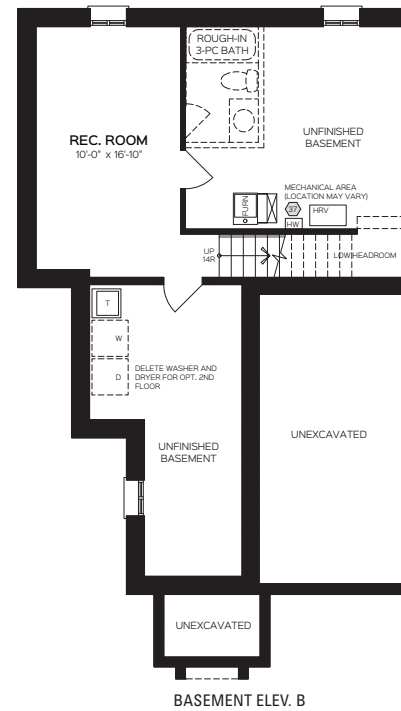 ROUGH-IN
3-PC BATH
REC. ROOM
10'-0" x 16'-10"
UNFINISHED
BASEMENT
MECHANICAL AREA
(LOCATION MAY VARY)
FURN
37
HRV
HW
UP
14R
LOW HEADROOM
T
W
D
DELETE WASHER AND
DRYER FOR OPT. 2ND
FLOOR
UNFINISHED
BASEMENT
UNEXCAVATED
UNEXCAVATED
BASEMENT ELEV. B